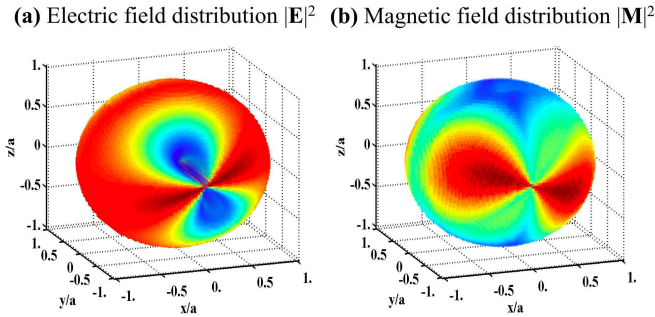 (a) Electric field distribution |E|² (b) Magnetic field distribution |M|²
1. 1.
0.5 0.5
z/a 0 z/a 0
-0.5 -0.5
-1. -1.
1. 1.
0.5 0.5
0 0
y/a -0.5 y/a -0.5
-1. -1. -0.5 0. 0.5 1. -1. -1. -0.5 0. 0.5 1.
x/a x/a